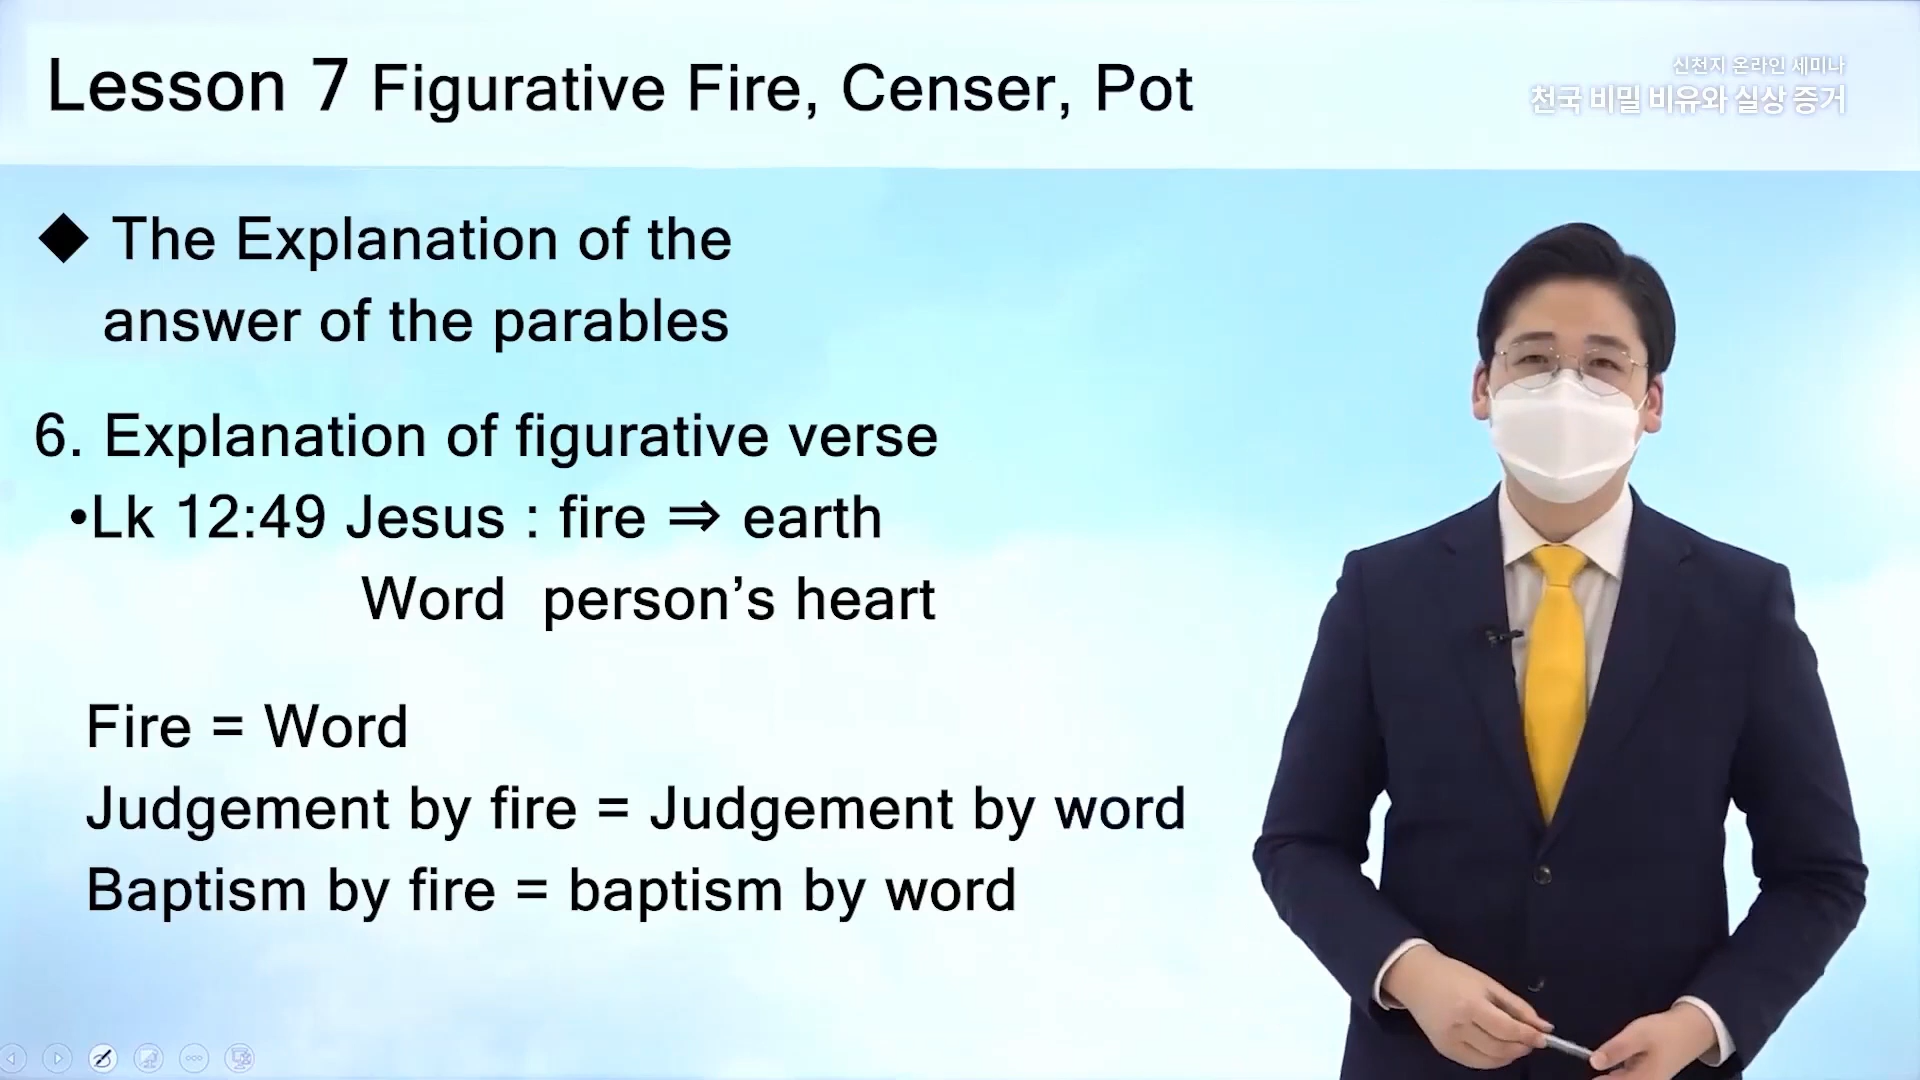 Lesson 7 Figurative Fire, Censer, Pot
신천지 온라인 세미나
천국 비밀 비유와 실상 증거
◆ The Explanation of the
answer of the parables
6. Explanation of figurative verse
•Lk 12:49 Jesus : fire ⇒ earth
Word person’s heart
Fire = Word
Judgement by fire = Judgement by word
Baptism by fire = baptism by word